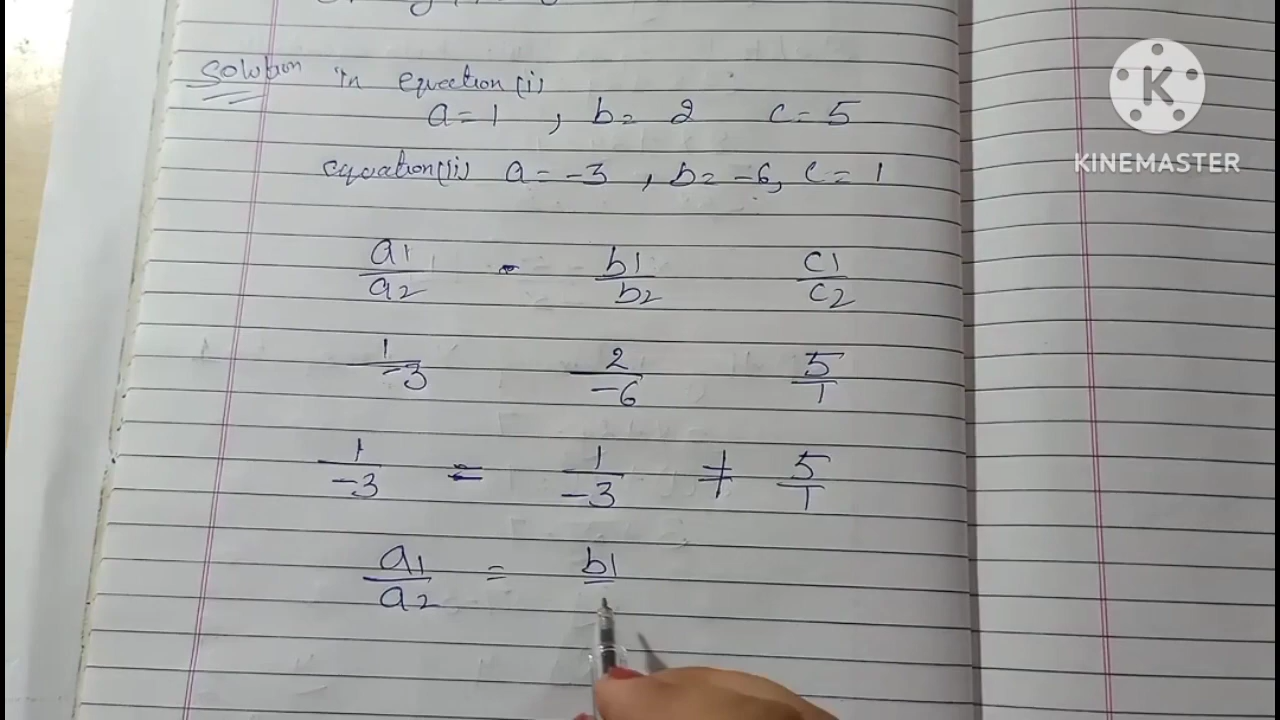 Solution In equection (i)
a = 1 , b = 2 c = 5
equation(ii) a = -3 , b = -6, c = 1
a1/a2 - b1/b2 c1/c2
1/-3 2/-6 5/1
1/-3 = 1/-3 ≠ 5/1
a1/a2 = b1
K
KINEMASTER